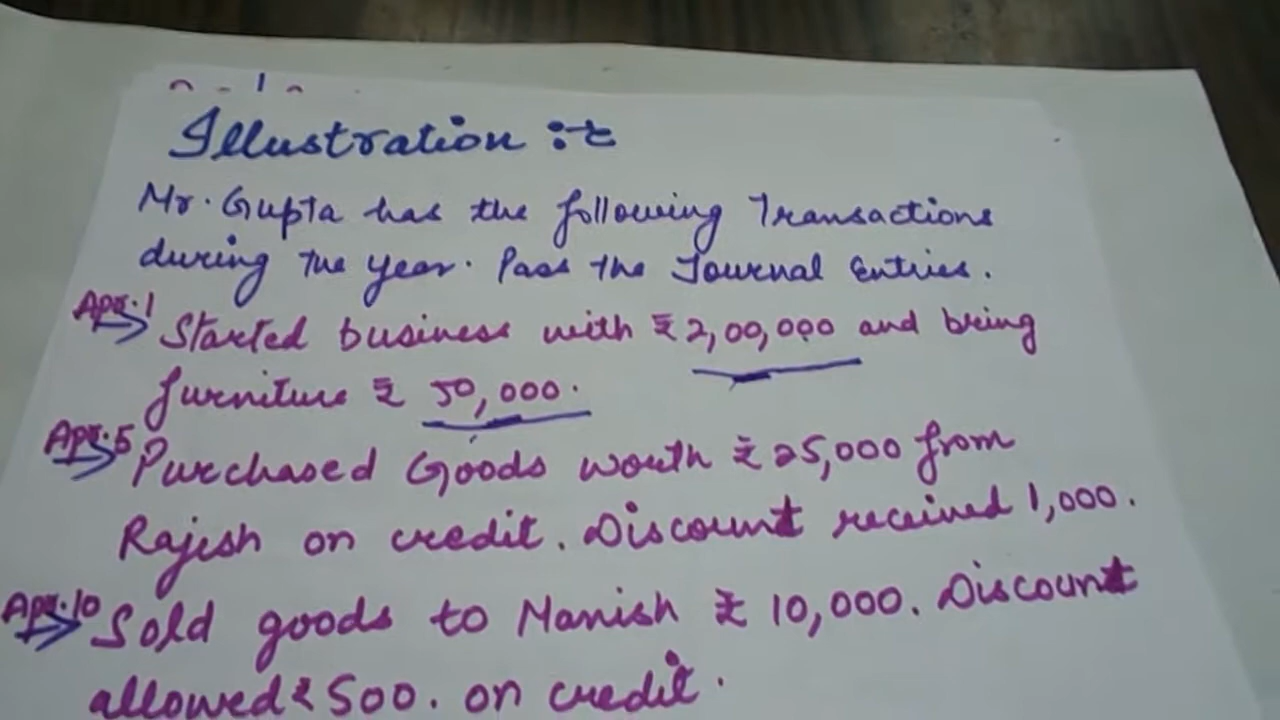 Illustration :-
Mr. Gupta has the following Transactions
during The year. Pass the Journal Entries.
Apr.1
Started business with ₹2,00,000 and bring
furniture ₹ 50,000.
Apr.5
Purchased Goods worth ₹25,000 from
Rajesh on credit. Discount received 1,000.
Apr.10
Sold goods to Manish ₹ 10,000. Discount
allowed ₹500. on credit.